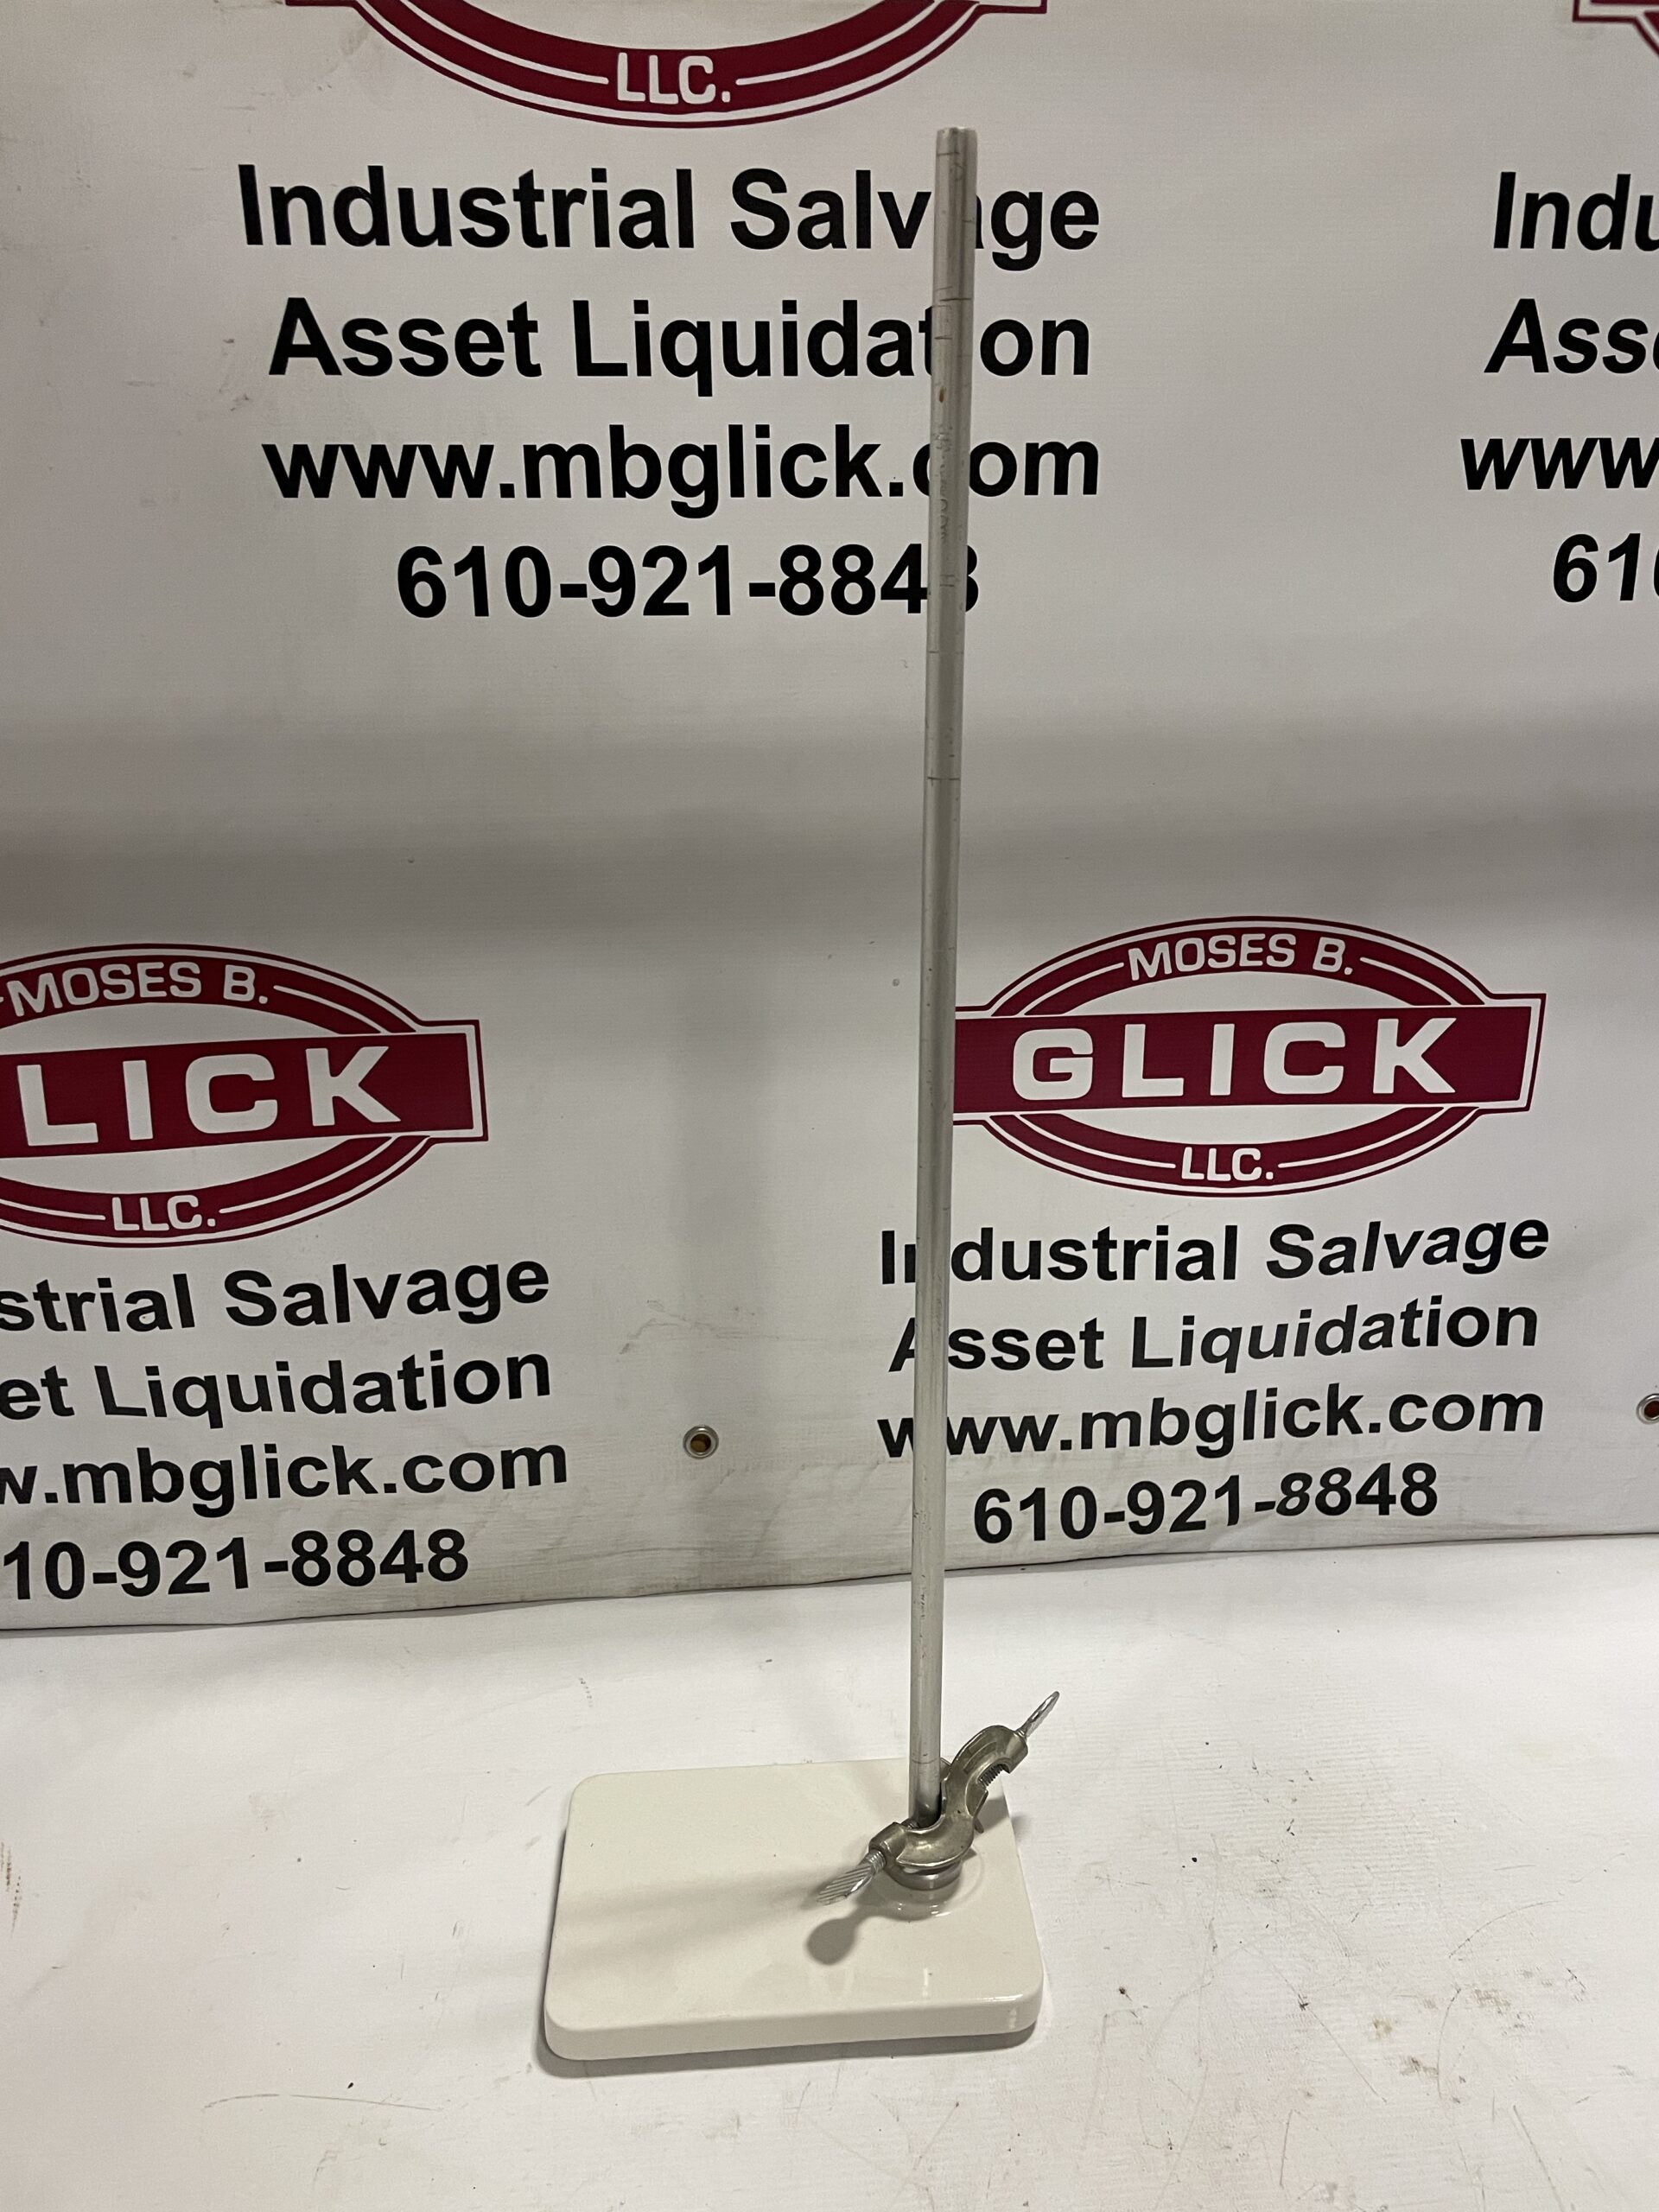 LLC.
Industrial Salvage
Asset Liquidation
www.mbglick.com
610-921-8848
Indu
Asse
www
610
MOSES B.
LICK
LLC.
strial Salvage
et Liquidation
w.mbglick.com
10-921-8848
MOSES B.
GLICK
LLC.
Industrial Salvage
Asset Liquidation
www.mbglick.com
610-921-8848